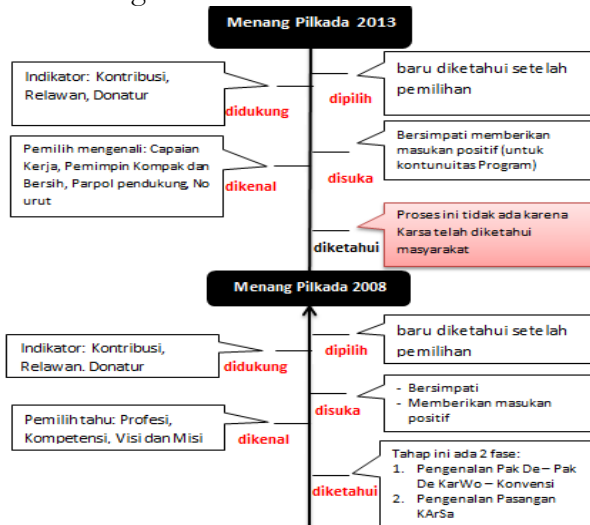 Menang Pilkada 2013
Indikator: Kontribusi,
Relawan, Donatur
didukung
baru diketahui setelah
pemilihan
dipilih
Pemilih mengenali: Capaian
Kerja, Pemimpin Kompak dan
Bersih, Parpol pendukung, No
urut
dikenal
Bersimpati memberikan
masukan positif (untuk
kontunuitas Program)
disuka
Proses ini tidak ada karena
Karsa telah diketahui
masyarakat
diketahui
Menang Pilkada 2008
baru diketahui setelah
pemilihan
dipilih
Indikator: Kontribusi,
Relawan. Donatur
didukung
- Bersimpati
- Memberikan masukan
positif
disuka
Pemilih tahu: Profesi,
Kompetensi, Visi dan Misi
dikenal
Tahap ini ada 2 fase:
1. Pengenalan Pak De – Pak
De KarWo – Konvensi
2. Pengenalan Pasangan
KArSa
diketahui